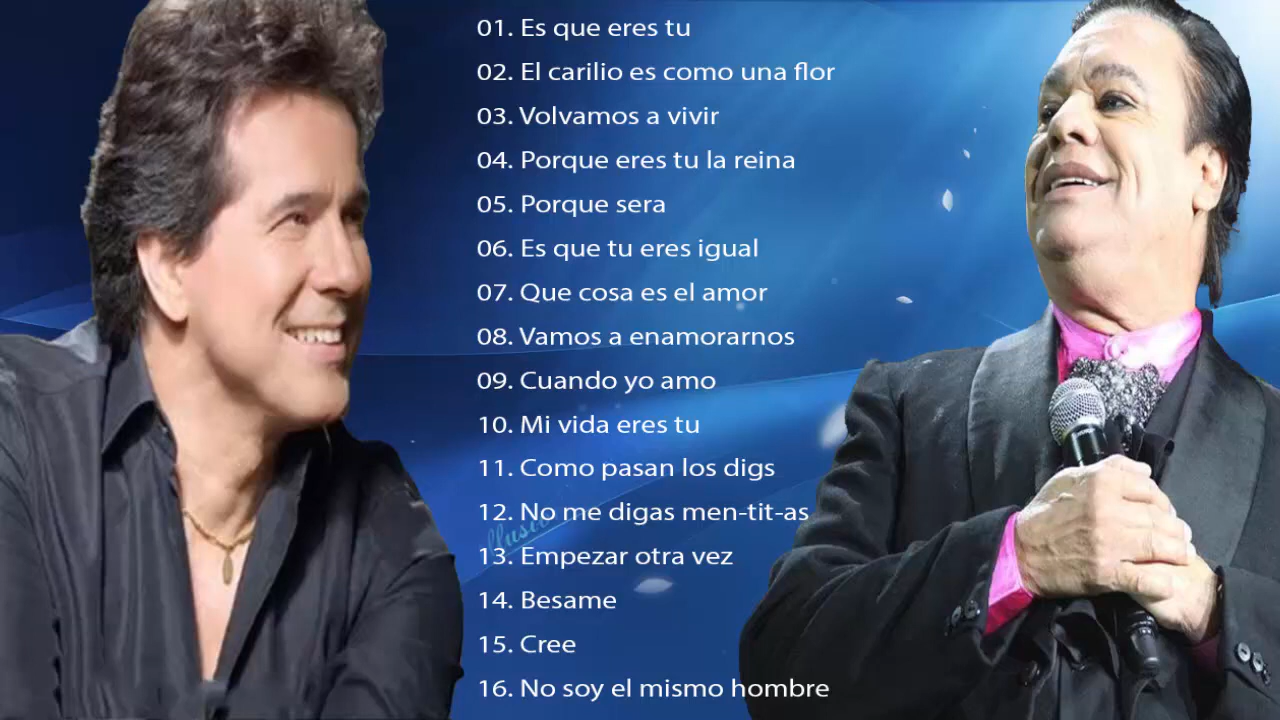 01. Es que eres tu
02. El carilio es como una flor
03. Volvamos a vivir
04. Porque eres tu la reina
05. Porque sera
06. Es que tu eres igual
07. Que cosa es el amor
08. Vamos a enamorarnos
09. Cuando yo amo
10. Mi vida eres tu
11. Como pasan los digs
12. No me digas men-tit-as
13. Empezar otra vez
14. Besame
15. Cree
16. No soy el mismo hombre